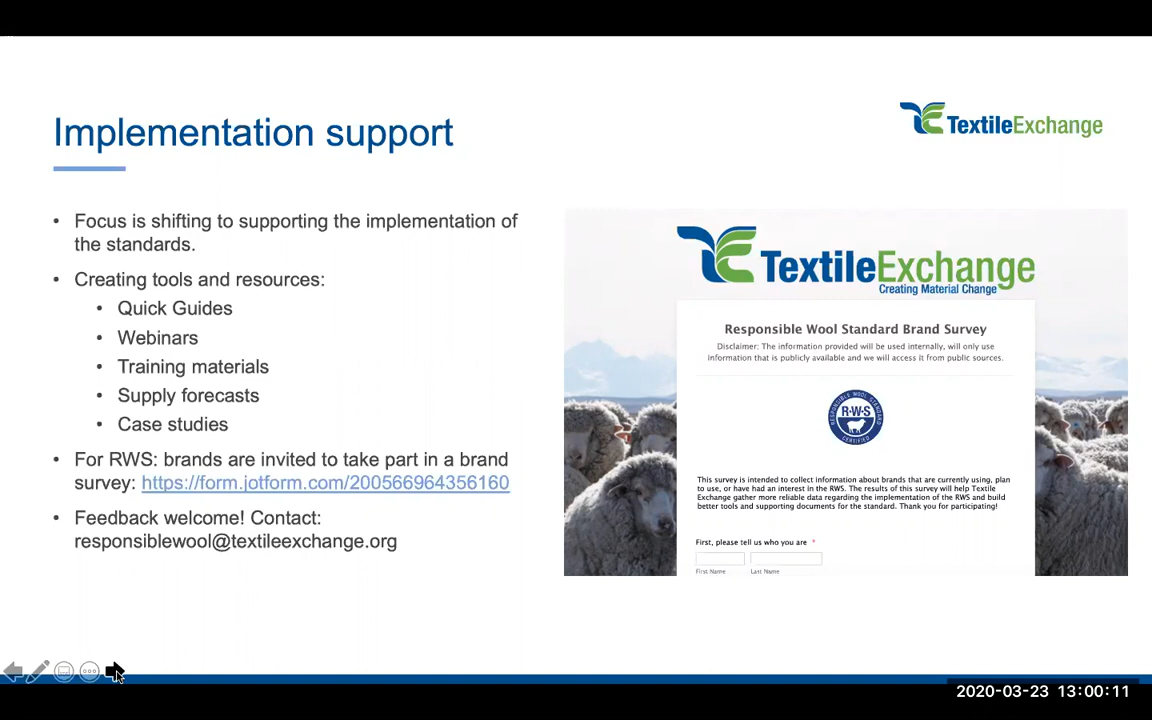 Implementation support
TextileExchange
• Focus is shifting to supporting the implementation of
the standards.
• Creating tools and resources:
• Quick Guides
• Webinars
• Training materials
• Supply forecasts
• Case studies
• For RWS: brands are invited to take part in a brand
survey: https://form.jotform.com/200566964356160
• Feedback welcome! Contact:
responsiblewool@textileexchange.org
TextileExchange
Creating Material Change
Responsible Wool Standard Brand Survey
Disclaimer: The information provided will be used internally, will only use
information that is publicly available and we will access it from public sources.
RESPONSIBLE WOOL STANDARD
R·W·S
CERTIFIED
This survey is intended to collect information about brands that are currently using, plan
to use, or have had an interest in the RWS. The results of this survey will help Textile
Exchange gather more reliable data regarding the implementation of the RWS and build
better tools and supporting documents for the standard. Thank you for participating!
First, please tell us who you are *
First Name
Last Name
2020-03-23 13:00:11